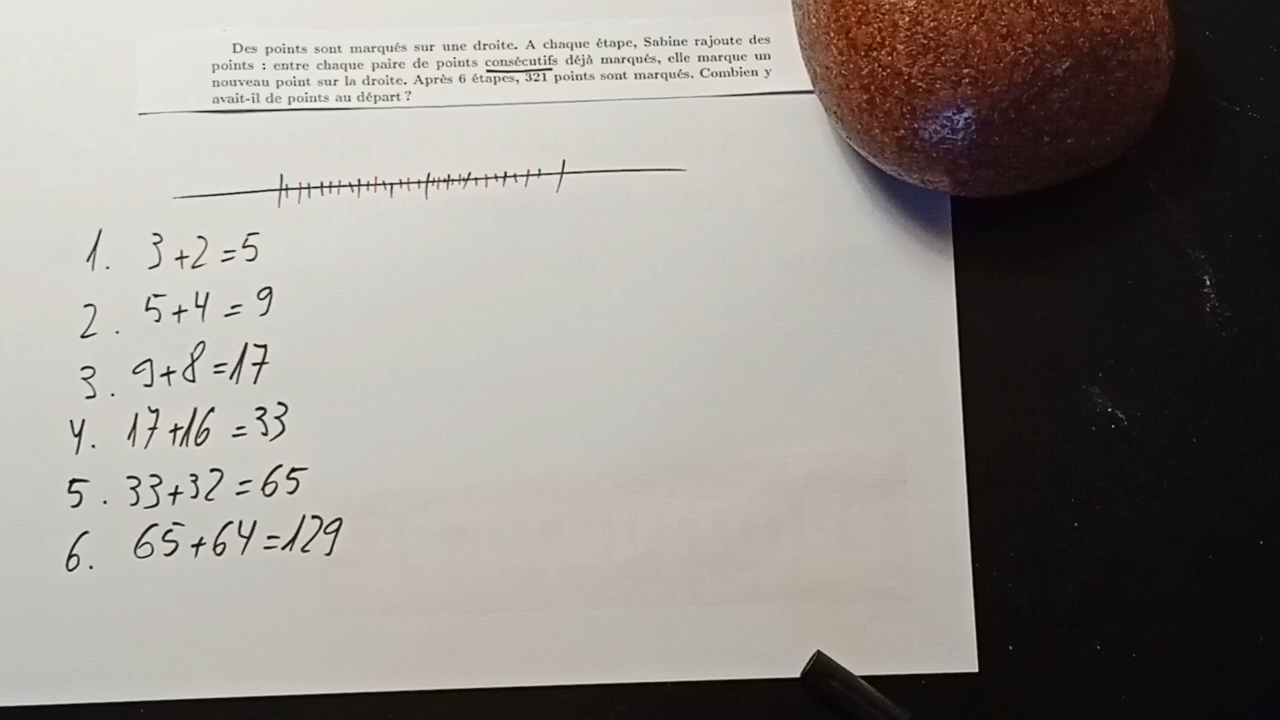 Des points sont marqués sur une droite. A chaque étape, Sabine rajoute des
points : entre chaque paire de points consécutifs déjà marqués, elle marque un
nouveau point sur la droite. Après 6 étapes, 321 points sont marqués. Combien y
avait-il de points au départ ?
1. 3+2=5
2. 5+4=9
3. 9+8=17
4. 17+16=33
5. 33+32=65
6. 65+64=129